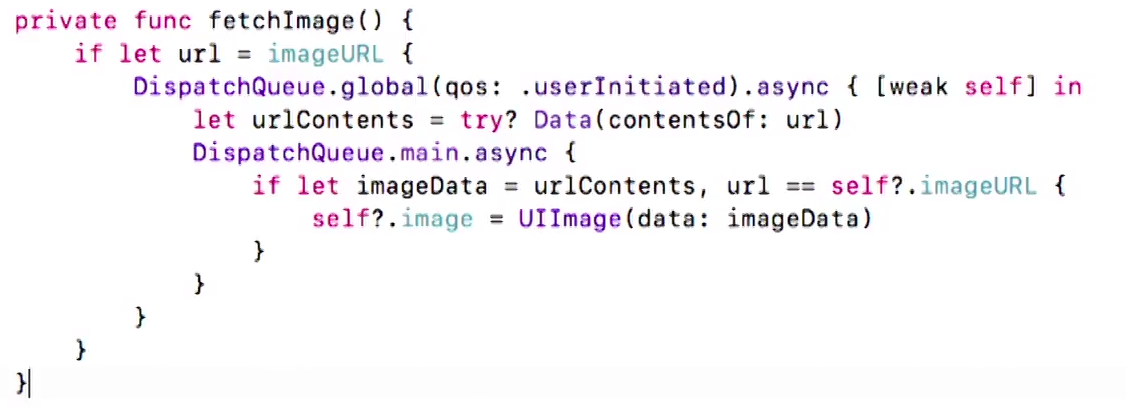 private func fetchImage() {
    if let url = imageURL {
        DispatchQueue.global(qos: .userInitiated).async { [weak self] in
            let urlContents = try? Data(contentsOf: url)
            DispatchQueue.main.async {
                if let imageData = urlContents, url == self?.imageURL {
                    self?.image = UIImage(data: imageData)
                }
            }
        }
    }
}